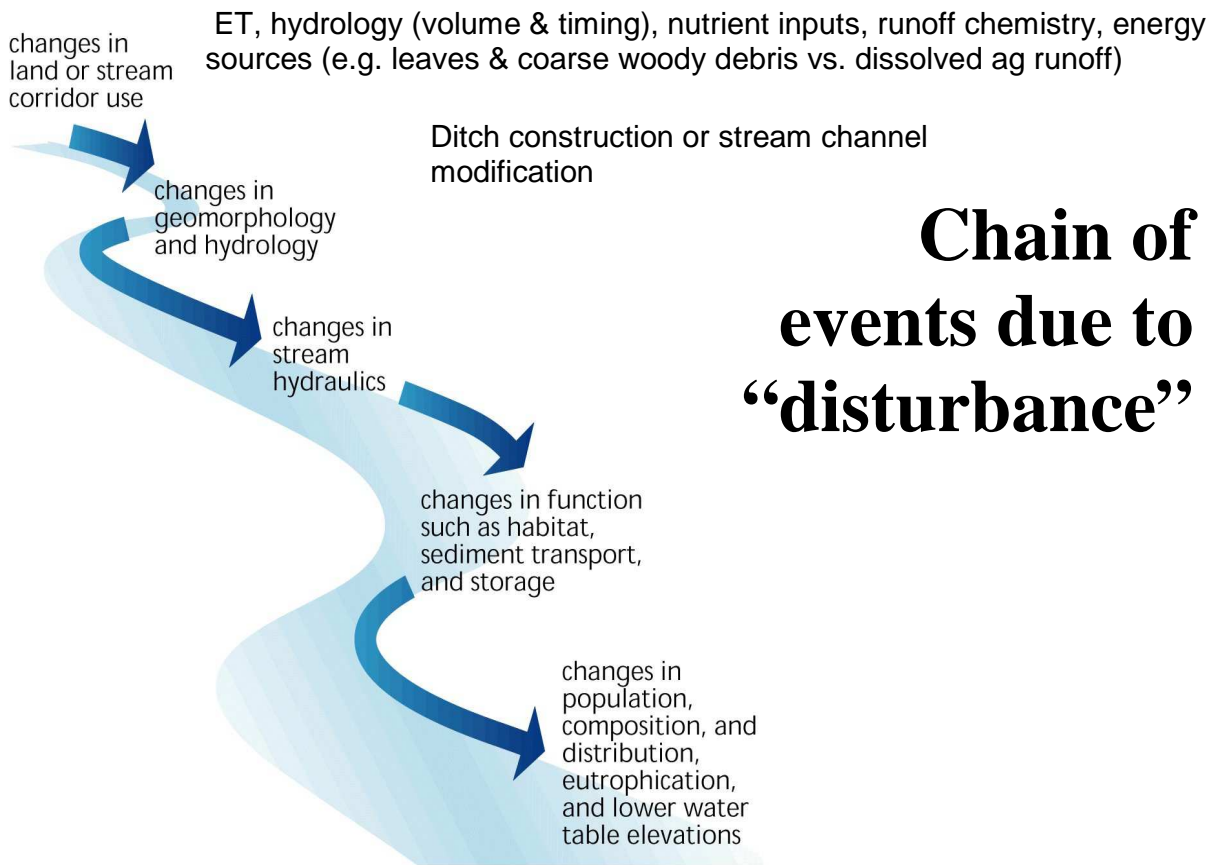 ET, hydrology (volume & timing), nutrient inputs, runoff chemistry, energy
sources (e.g. leaves & coarse woody debris vs. dissolved ag runoff)
changes in
land or stream
corridor use
Ditch construction or stream channel
modification
changes in
geomorphology
and hydrology
Chain of
events due to
“disturbance”
changes in
stream
hydraulics
changes in function
such as habitat,
sediment transport,
and storage
changes in
population,
composition, and
distribution,
eutrophication,
and lower water
table elevations